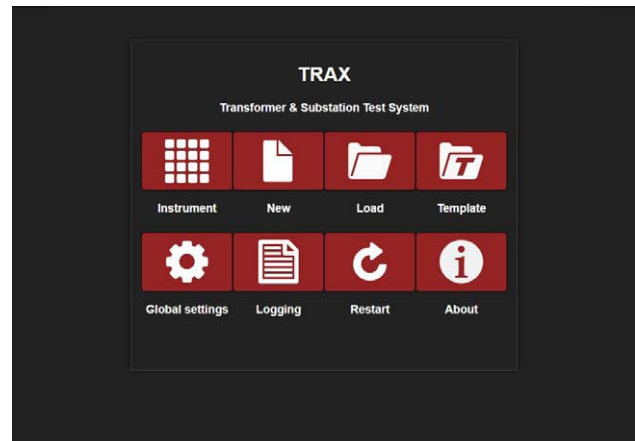 TRAX
Transformer & Substation Test System
T
Instrument New Load Template
i
Global settings Logging Restart About